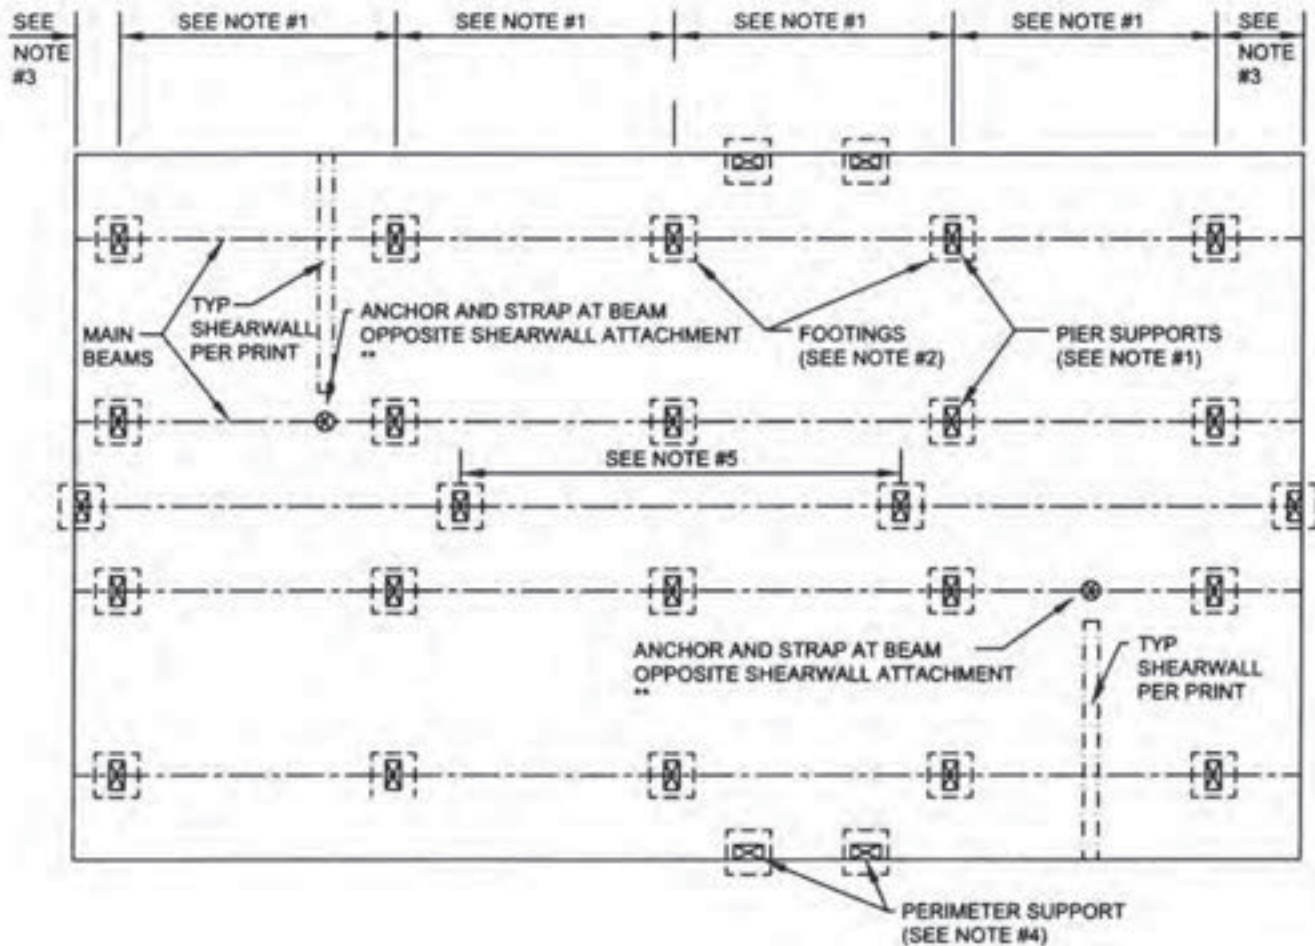 SEE NOTE #1
SEE NOTE #1
SEE NOTE #1
SEE NOTE #1
SEE
NOTE
#3
SEE
NOTE
#3
TYP
SHEARWALL
PER PRINT
ANCHOR AND STRAP AT BEAM
OPPOSITE SHEARWALL ATTACHMENT
**
MAIN
BEAMS
FOOTINGS
(SEE NOTE #2)
PIER SUPPORTS
(SEE NOTE #1)
SEE NOTE #5
ANCHOR AND STRAP AT BEAM
OPPOSITE SHEARWALL ATTACHMENT
**
TYP
SHEARWALL
PER PRINT
PERIMETER SUPPORT
(SEE NOTE #4)